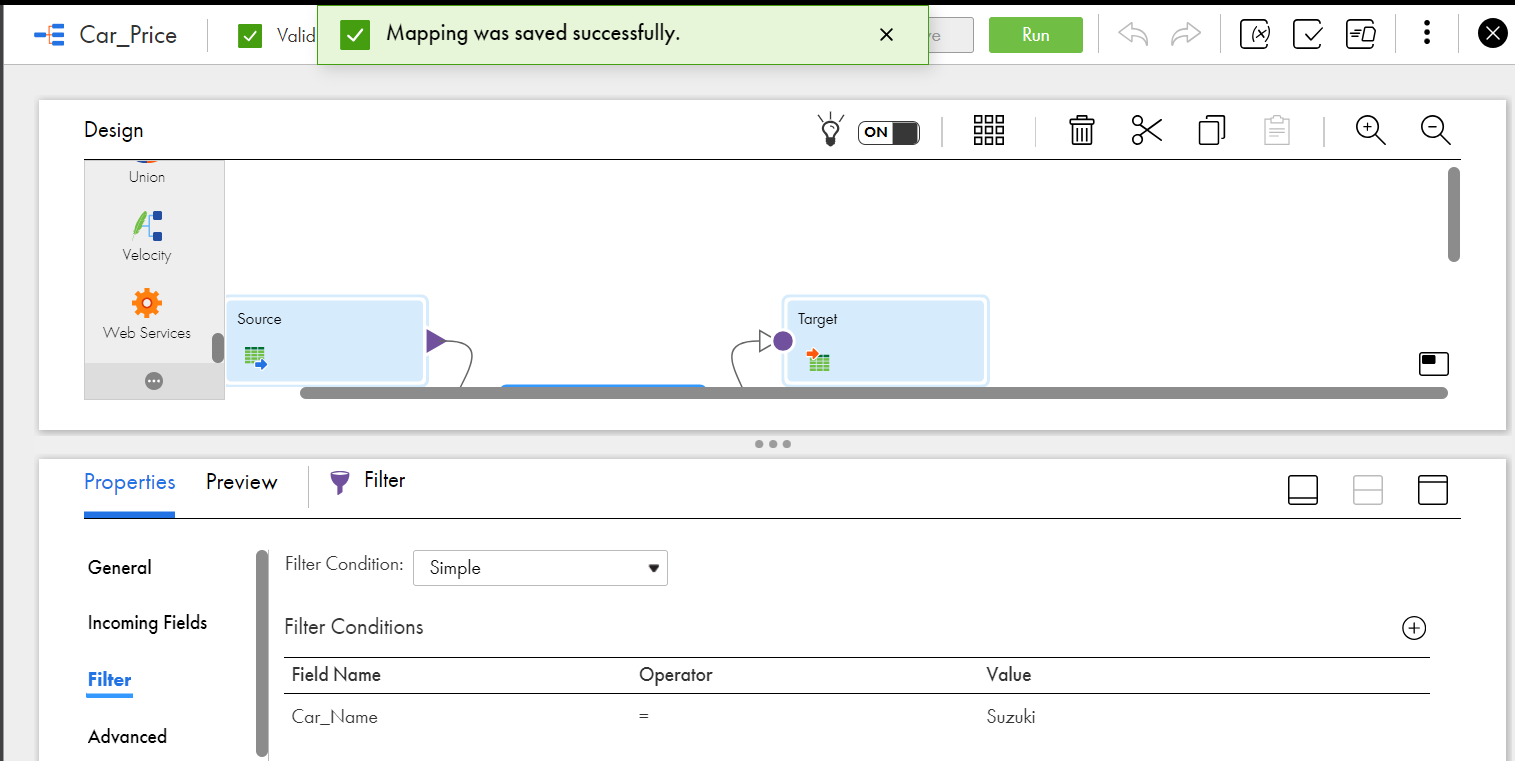 Car_Price
Valid
Mapping was saved successfully.
Run
Design
ON
Union
Velocity
Web Services
Source
Target
Properties
Preview
Filter
General
Incoming Fields
Filter
Advanced
Filter Condition:
Simple
Filter Conditions
Field Name Operator Value
Car_Name = Suzuki